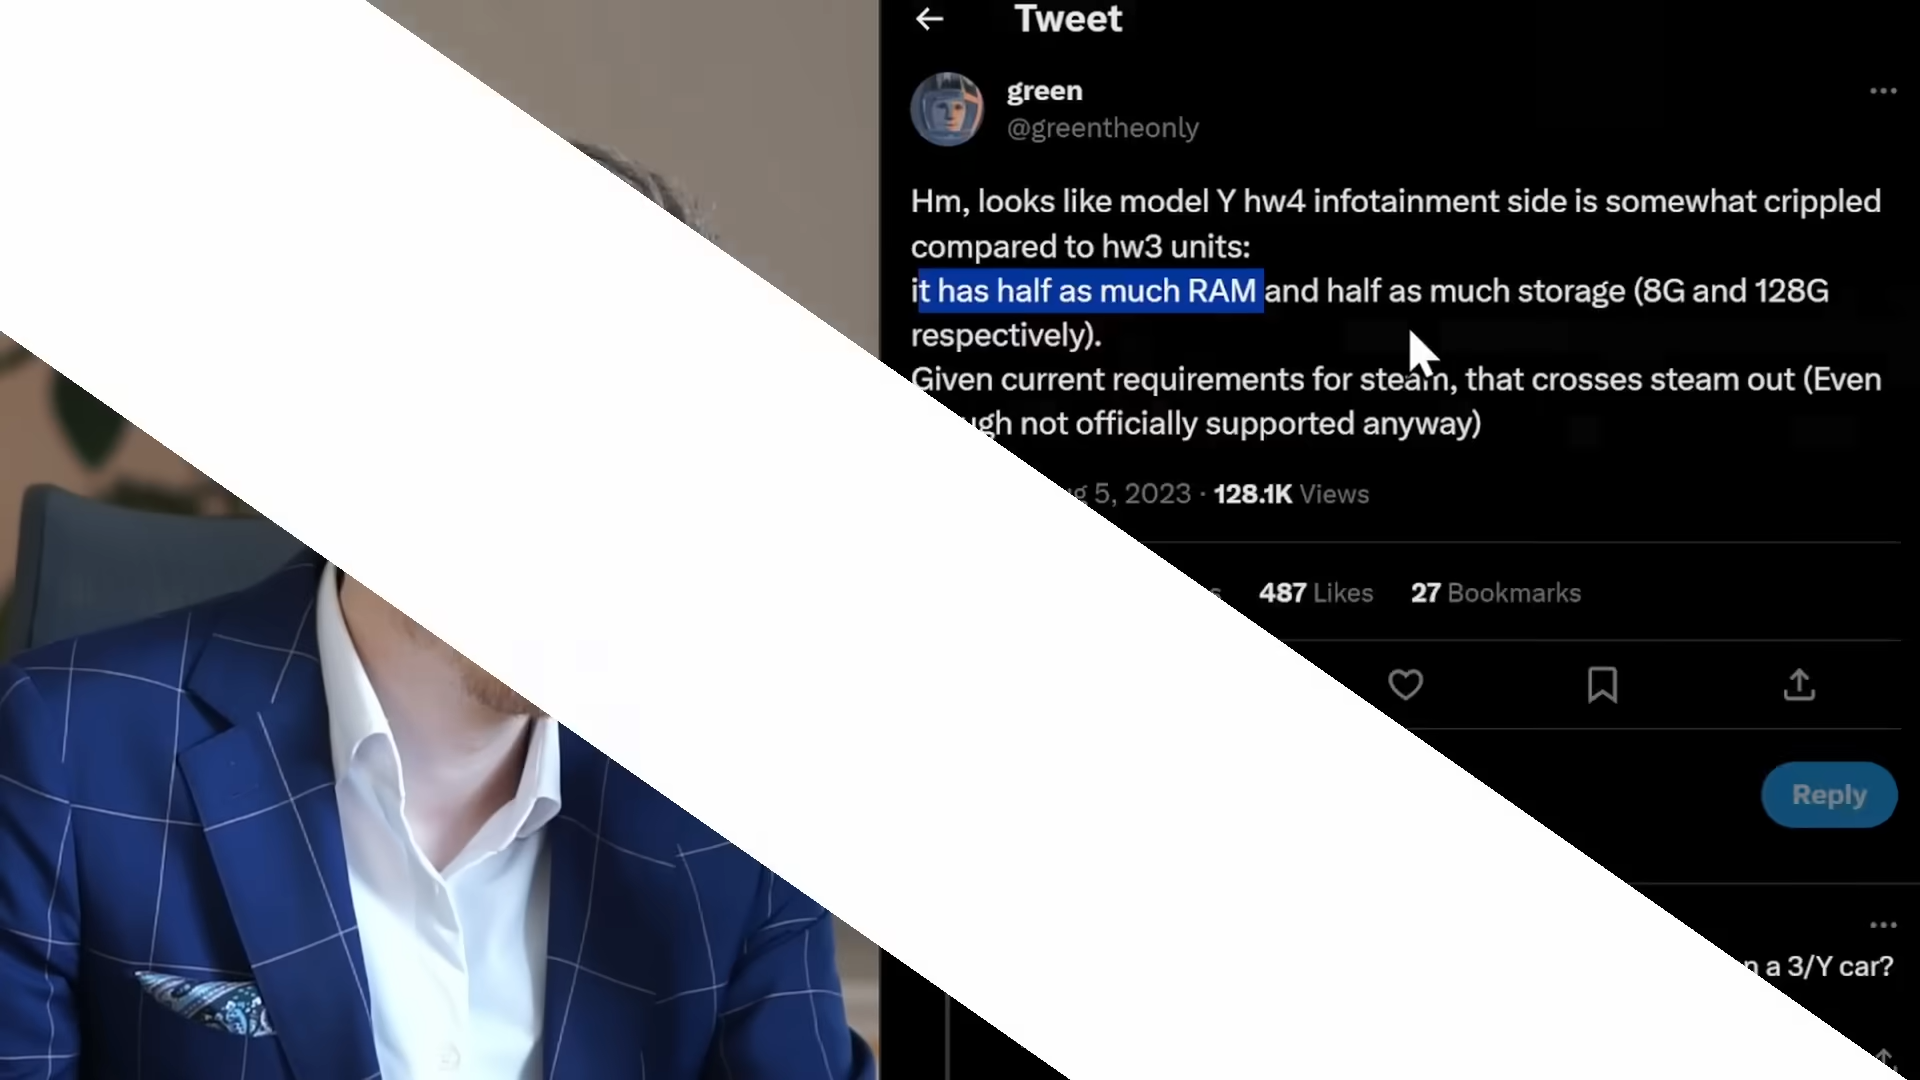 Tweet
green
@greentheonly
Hm, looks like model Y hw4 infotainment side is somewhat crippled
compared to hw3 units:
it has half as much RAM and half as much storage (8G and 128G
respectively).
Given current requirements for steam, that crosses steam out (Even
not officially supported anyway)
5, 2023 · 128.1K Views
487 Likes 27 Bookmarks
Reply
a 3/Y car?